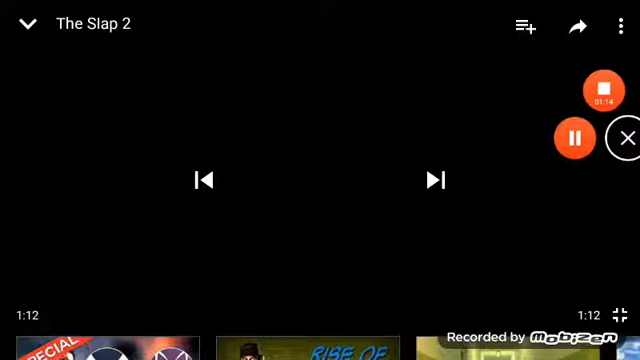 The Slap 2
01:14
1:12
1:12
Recorded by mobizen
SPECIAL
RISE OF